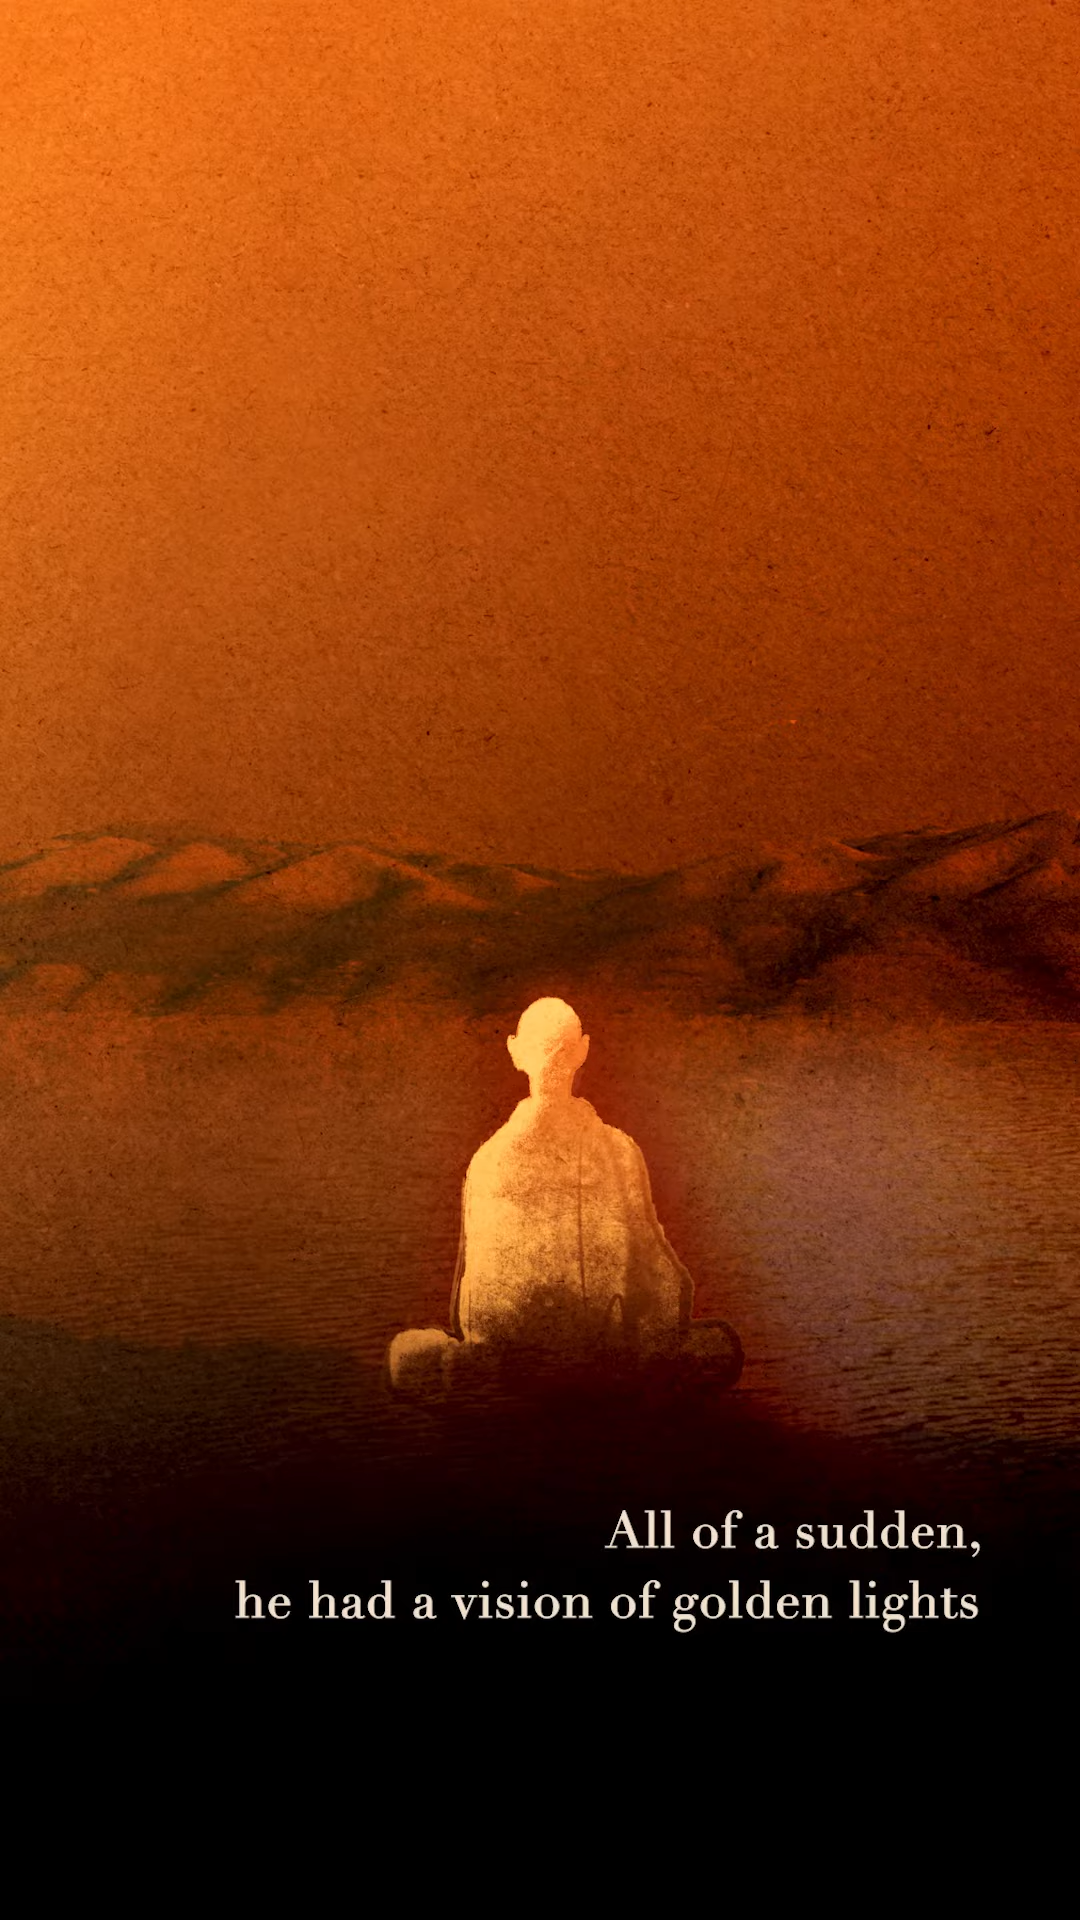 All of a sudden,
he had a vision of golden lights